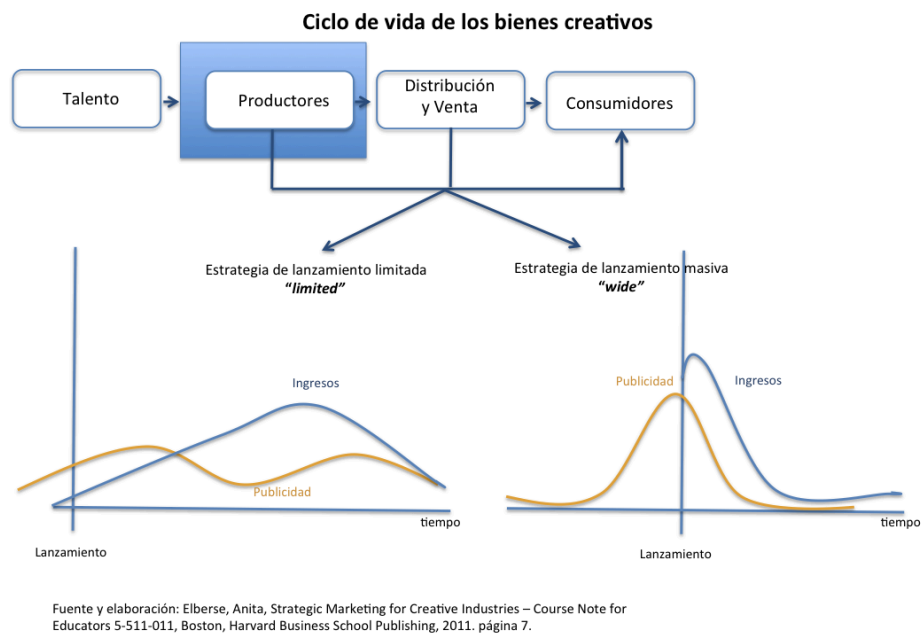 Ciclo de vida de los bienes creativos
Talento
Productores
Distribución
y Venta
Consumidores
Estrategia de lanzamiento limitada
“limited”
Estrategia de lanzamiento masiva
“wide”
Ingresos
Publicidad
tiempo
Lanzamiento
Publicidad
Ingresos
tiempo
Lanzamiento
Fuente y elaboración: Elberse, Anita, Strategic Marketing for Creative Industries – Course Note for
Educators 5-511-011, Boston, Harvard Business School Publishing, 2011. página 7.